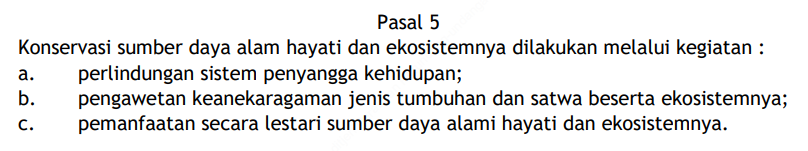 Pasal 5
Konservasi sumber daya alam hayati dan ekosistemnya dilakukan melalui kegiatan :
a. perlindungan sistem penyangga kehidupan;
b. pengawetan keanekaragaman jenis tumbuhan dan satwa beserta ekosistemnya;
c. pemanfaatan secara lestari sumber daya alami hayati dan ekosistemnya.